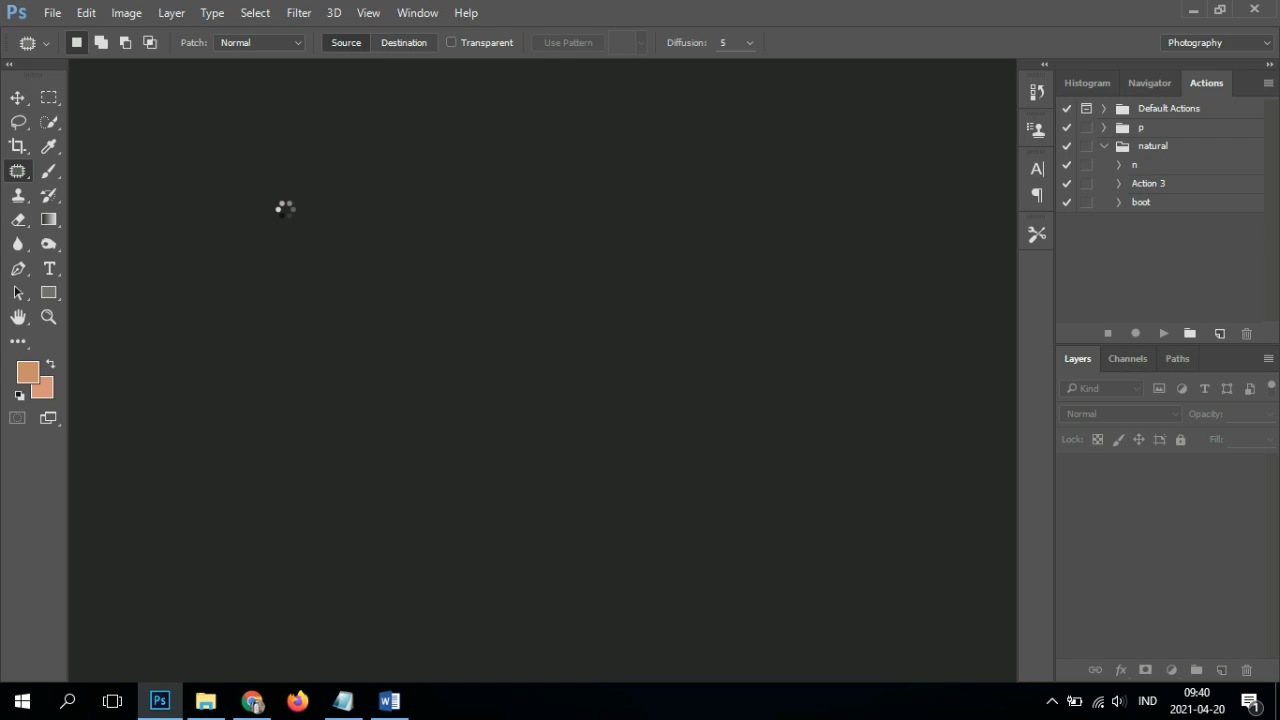 Ps File Edit Image Layer Type Select Filter 3D View Window Help
Patch: Normal Source Destination Transparent Use Pattern Diffusion: 5 Photography
Histogram Navigator Actions
Default Actions
p
natural
n
Action 3
boot
Layers Channels Paths
Kind
Normal Opacity:
Lock: Fill:
Ps IND 09:40
2021-04-20
1